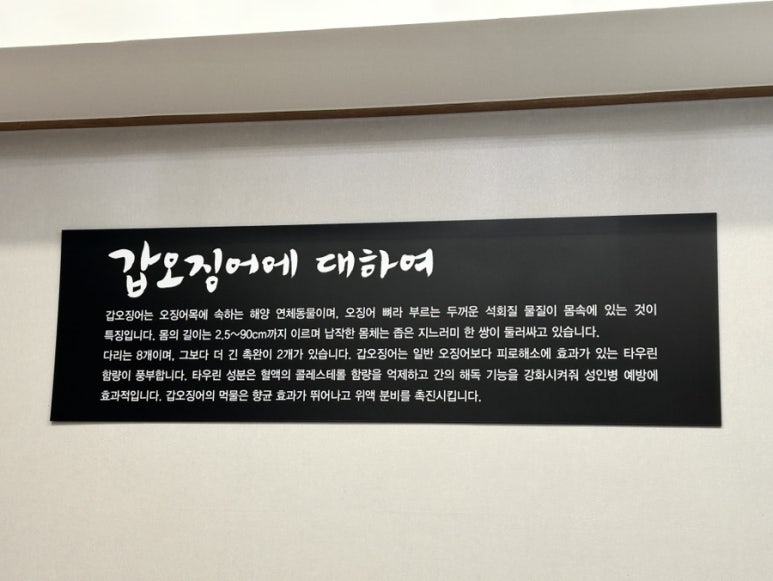 갑오징어에 대하여
갑오징어는 오징어목에 속하는 해양 연체동물이며, 오징어 뼈라 부르는 두꺼운 석회질 물질이 몸속에 있는 것이
특징입니다. 몸의 길이는 2.5~90cm까지 이르며 납작한 몸체는 좁은 지느러미 한 쌍이 둘러싸고 있습니다.
다리는 8개이며, 그보다 더 긴 촉완이 2개가 있습니다. 갑오징어는 일반 오징어보다 피로해소에 효과가 있는 타우린
함량이 풍부합니다. 타우린 성분은 혈액의 콜레스테롤 함량을 억제하고 간의 해독 기능을 강화시켜줘 성인병 예방에
효과적입니다. 갑오징어의 먹물은 항균 효과가 뛰어나고 위액 분비를 촉진시킵니다.